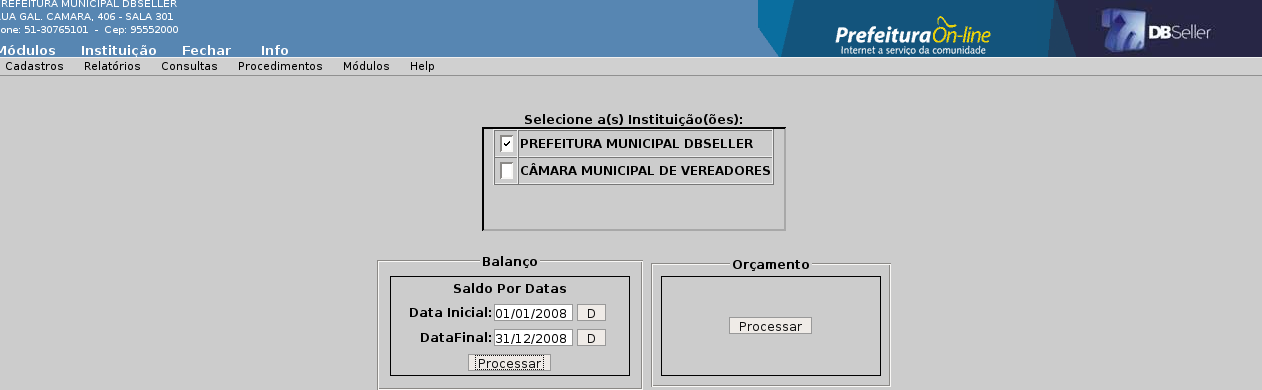 REFEITURA MUNICIPAL DBSELLER
UA GAL. CAMARA, 406 - SALA 301
one: 51-30765101 - Cep: 95552000
Módulos Instituição Fechar Info
PrefeituraOn-line
Internet a serviço da comunidade
DBSeller
Cadastros Relatórios Consultas Procedimentos Módulos Help
Selecione a(s) Instituição(ões):
PREFEITURA MUNICIPAL DBSELLER
CÂMARA MUNICIPAL DE VEREADORES
Balanço
Saldo Por Datas
Data Inicial: 01/01/2008 D
DataFinal: 31/12/2008 D
Processar
Orçamento
Processar